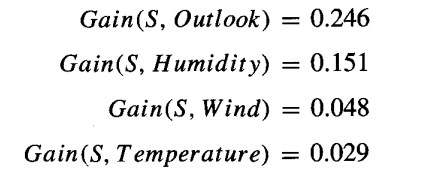 Gain(S, Outlook) = 0.246
Gain(S, Humidity) = 0.151
Gain(S, Wind) = 0.048
Gain(S, Temperature) = 0.029